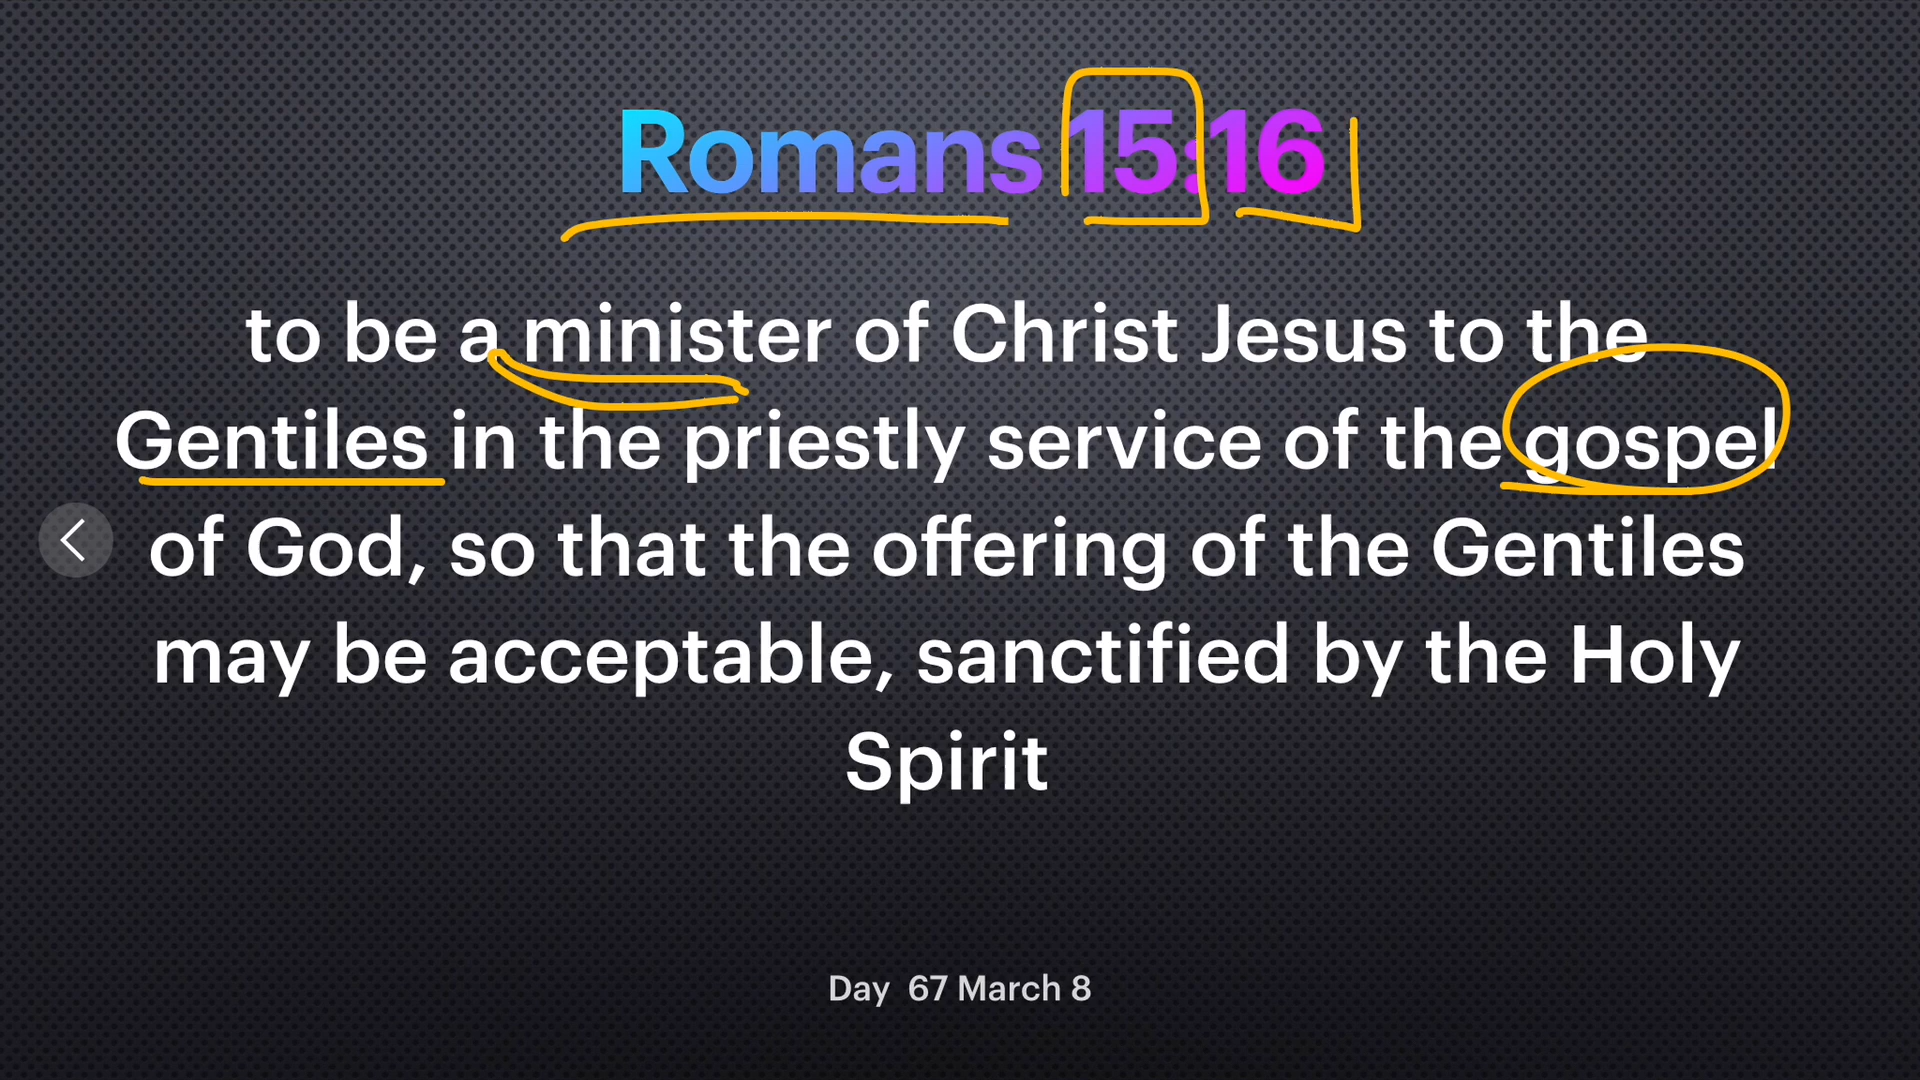 Romans 15:16
to be a minister of Christ Jesus to the
Gentiles in the priestly service of the gospel
of God, so that the offering of the Gentiles
may be acceptable, sanctified by the Holy
Spirit
Day 67 March 8